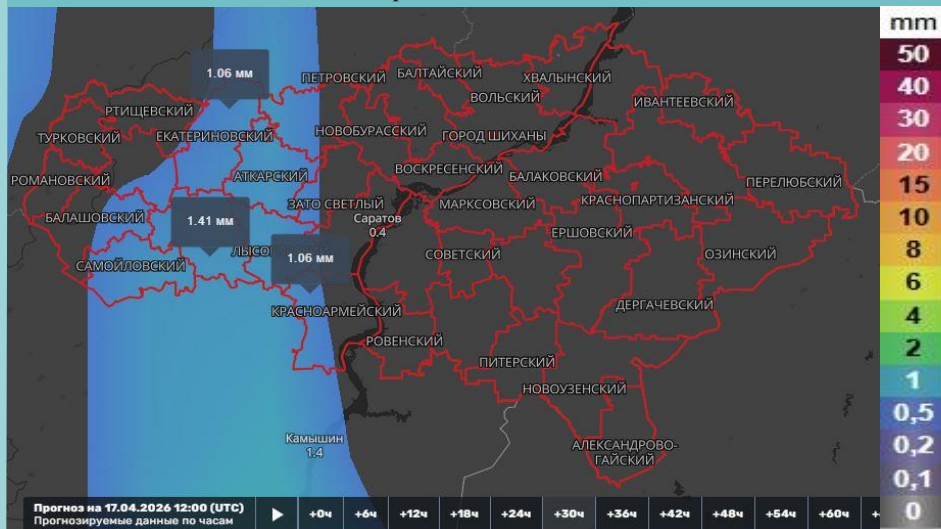 mm
50
40
30
20
15
10
8
6
4
2
1
0,5
0,2
0,1
0
1.06 мм
ПЕТРОВСКИЙ
БАЛТАЙСКИЙ
ХВАЛЫНСКИЙ
ВОЛЬСКИЙ
ИВАНТЕЕВСКИЙ
РТИЩЕВСКИЙ
ТУРКОВСКИЙ
ЕКАТЕРИНОВСКИЙ
НОВОБУРАССКИЙ
ГОРОД ШИХАНЫ
РОМАНОВСКИЙ
АТКАРСКИЙ
ВОСКРЕСЕНСКИЙ
БАЛАКОВСКИЙ
ПЕРЕЛЮБСКИЙ
БАЛАШОВСКИЙ
ЗАТО СВЕТЛЫЙ
МАРКСОВСКИЙ
КРАСНОПАРТИЗАНСКИЙ
1.41 мм
Саратов
0.4
ЕРШОВСКИЙ
САМОЙЛОВСКИЙ
ЛЫСО
1.06 мм
СОВЕТСКИЙ
ОЗИНСКИЙ
КРАСНОАРМЕЙСКИЙ
ДЕРГАЧЕВСКИЙ
РОВЕНСКИЙ
ПИТЕРСКИЙ
НОВОУЗЕНСКИЙ
Камышин
1.4
АЛЕКСАНДРОВО-
ГАЙСКИЙ
Прогноз на 17.04.2026 12:00 (UTC)
Прогнозируемые данные по часам
+0ч +6ч +12ч +18ч +24ч +30ч +36ч +42ч +48ч +54ч +60ч +